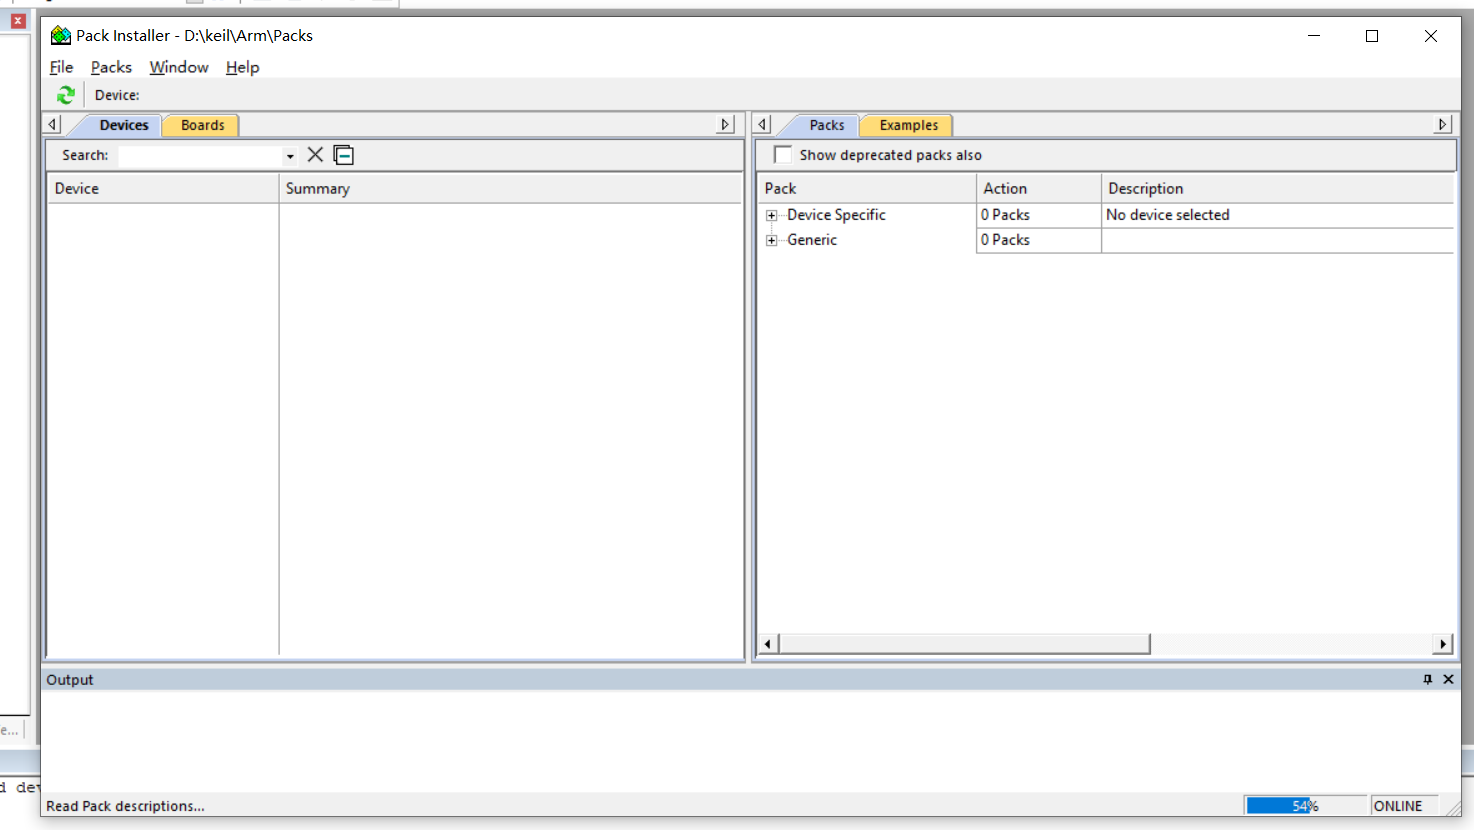 Pack Installer - D:\keil\Arm\Packs
File Packs Window Help
Device:
Devices Boards
Packs Examples
Search:
Show deprecated packs also
Device Summary
Pack Action Description
Device Specific 0 Packs No device selected
Generic 0 Packs
Output
e...
d dev
Read Pack descriptions... 54% ONLINE